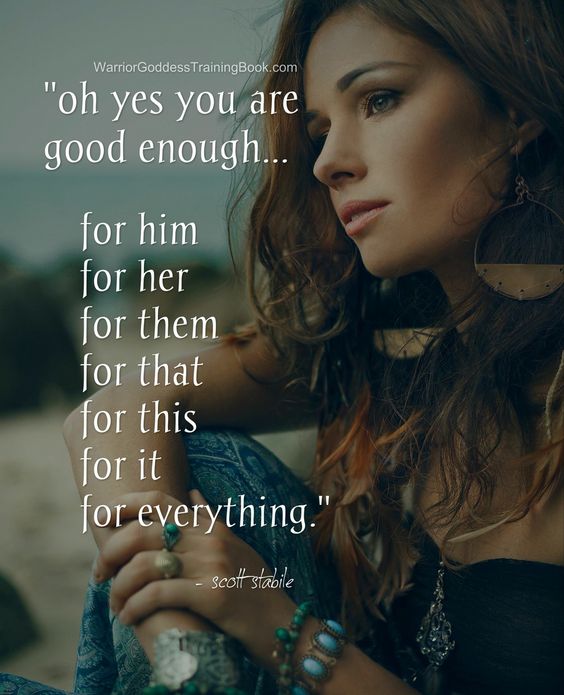 WarriorGoddessTrainingBook.com
"oh yes you are
good enough...
for him
for her
for them
for that
for this
for it
for everything."
- scott stabile